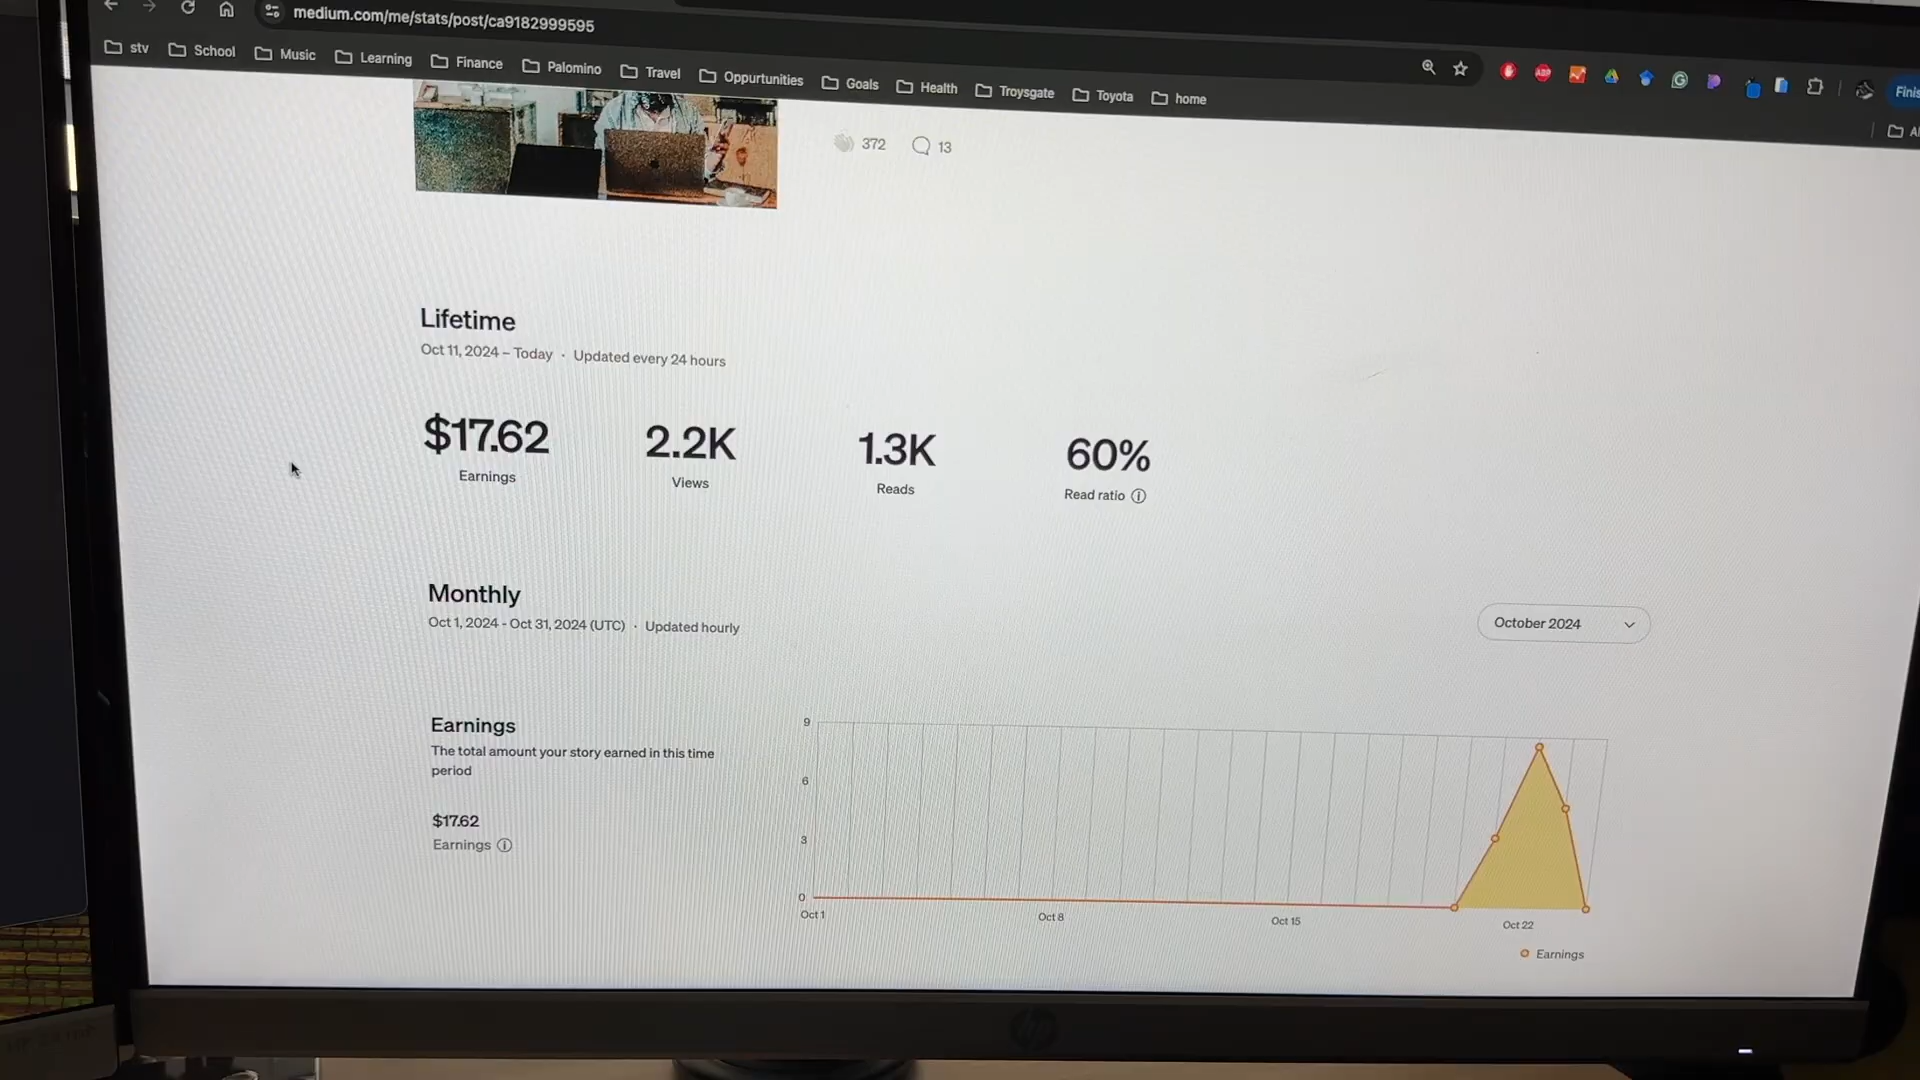 medium.com/me/stats/post/ca9182999595
stv School Music Learning Finance Palomino Travel Oppurtunities Goals Health Troysgate Toyota home
ABP
372 13
Lifetime
Oct 11, 2024 – Today · Updated every 24 hours
$17.62 2.2K 1.3K 60%
Earnings Views Reads Read ratio
Monthly
Oct 1, 2024 - Oct 31, 2024 (UTC) · Updated hourly
October 2024
Earnings
The total amount your story earned in this time
period
$17.62
Earnings
9
6
3
0
Oct 1 Oct 8 Oct 15 Oct 22
Earnings
hp